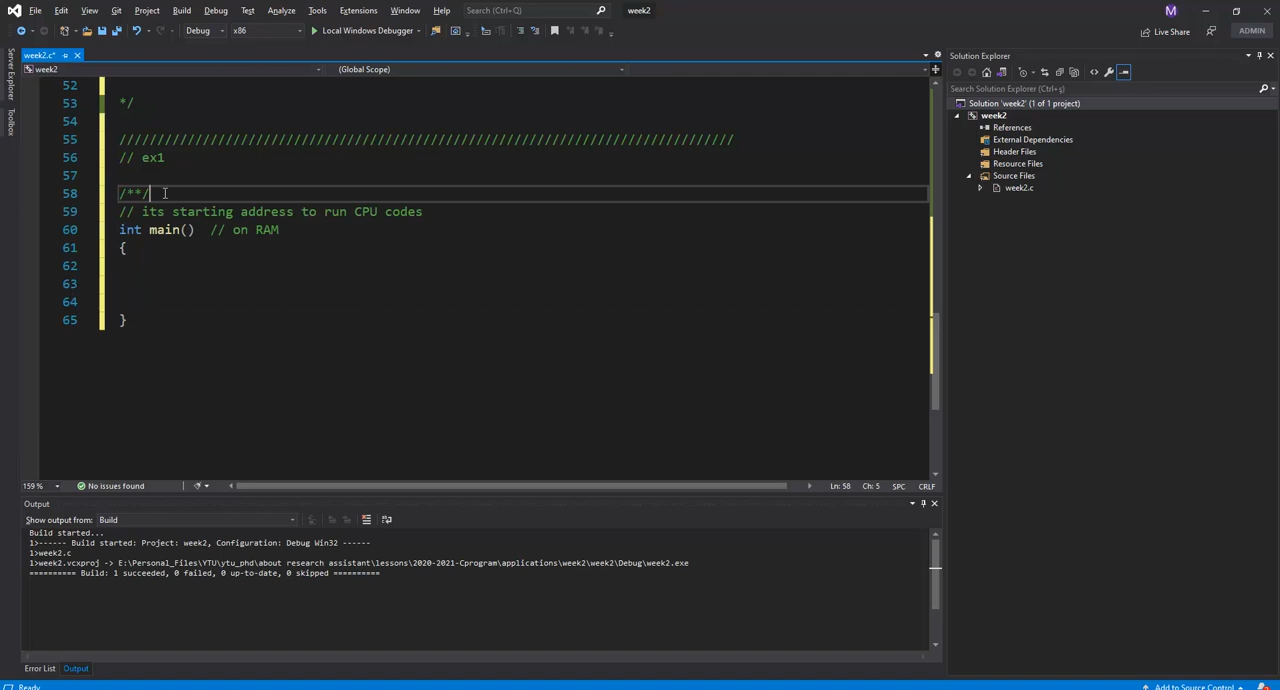 File Edit View Git Project Build Debug Test Analyze Tools Extensions Window Help Search (Ctrl+Q) week2 M
Debug x86 Local Windows Debugger Live Share ADMIN
Server Explorer
Toolbox
week2.c*
week2 (Global Scope)
52
53 */
54
55 //////////////////////////////////////////////////////////////////////////////////
56 // ex1
57
58 /**/
59 // its starting address to run CPU codes
60 int main() // on RAM
61 {
62
63
64
65 }
159 % No issues found Ln: 58 Ch: 5 SPC CRLF
Output
Show output from: Build
Build started...
1>------ Build started: Project: week2, Configuration: Debug Win32 ------
1>week2.c
1>week2.vcxproj -> E:\Personal_Files\YTU\ytu_phd\about research assistant\lessons\2020-2021-Cprogram\applications\week2\week2\Debug\week2.exe
========== Build: 1 succeeded, 0 failed, 0 up-to-date, 0 skipped ==========
Error List Output
Ready Add to Source Control
Solution Explorer
Search Solution Explorer (Ctrl+ş)
Solution 'week2' (1 of 1 project)
week2
References
External Dependencies
Header Files
Resource Files
Source Files
week2.c